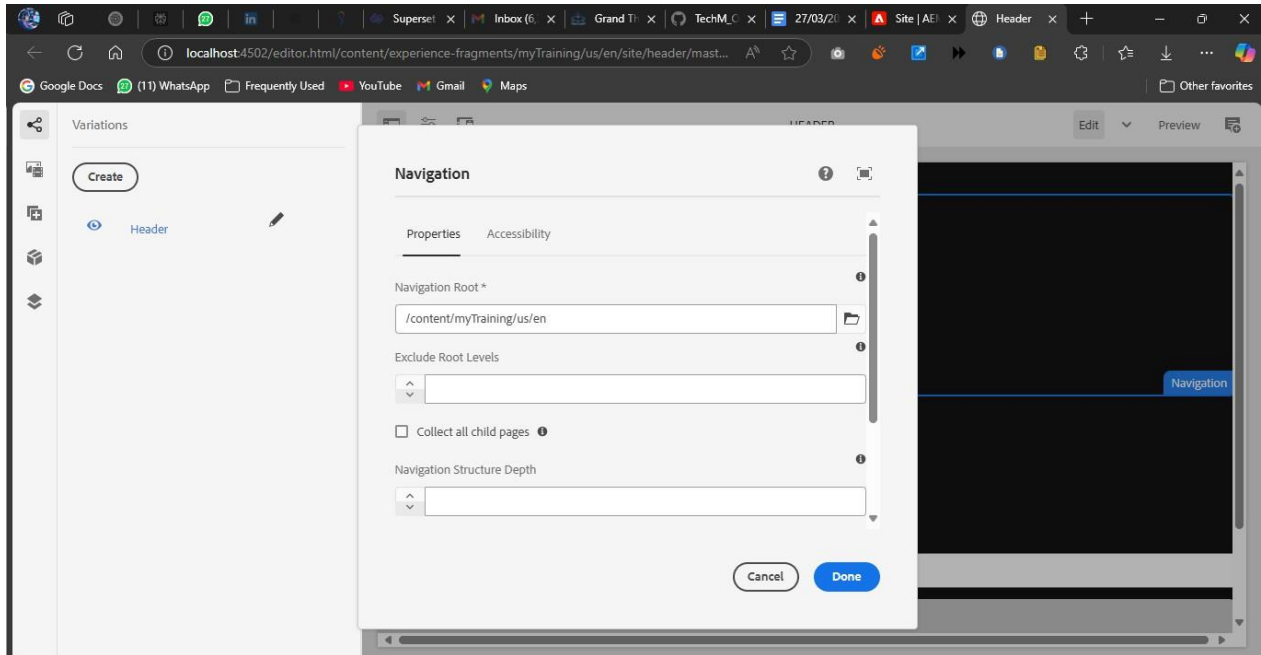 Superset
Inbox (6,
Grand Th
TechM_C
27/03/20
Site | AEM
Header
localhost:4502/editor.html/content/experience-fragments/myTraining/us/en/site/header/mast...
Google Docs
(11) WhatsApp
Frequently Used
YouTube
Gmail
Maps
Other favorites
Variations
HEADER
Edit
Preview
Create
Header
Navigation
Properties
Accessibility
Navigation Root *
/content/myTraining/us/en
Exclude Root Levels
Collect all child pages
Navigation Structure Depth
Navigation
Cancel
Done